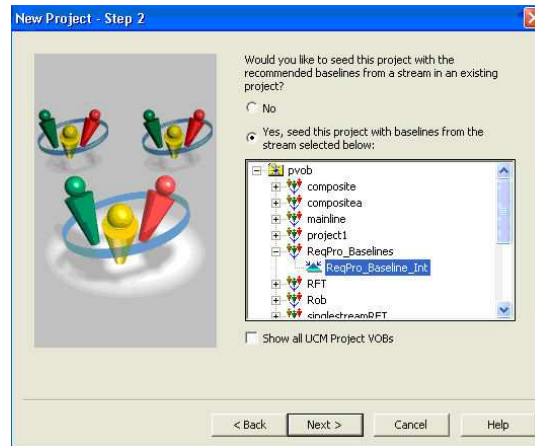 New Project - Step 2
Would you like to seed this project with the
recommended baselines from a stream in an existing
project?
No
Yes, seed this project with baselines from the
stream selected below:
pvob
composite
compositea
mainline
project1
ReqPro_Baselines
ReqPro_Baseline_Int
RFT
Rob
singlestreamRFT
Show all UCM Project VOBs
< Back
Next >
Cancel
Help